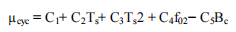 μcyc = C1+ C2Ts+ C3Ts2 + C4f02− C5Bc